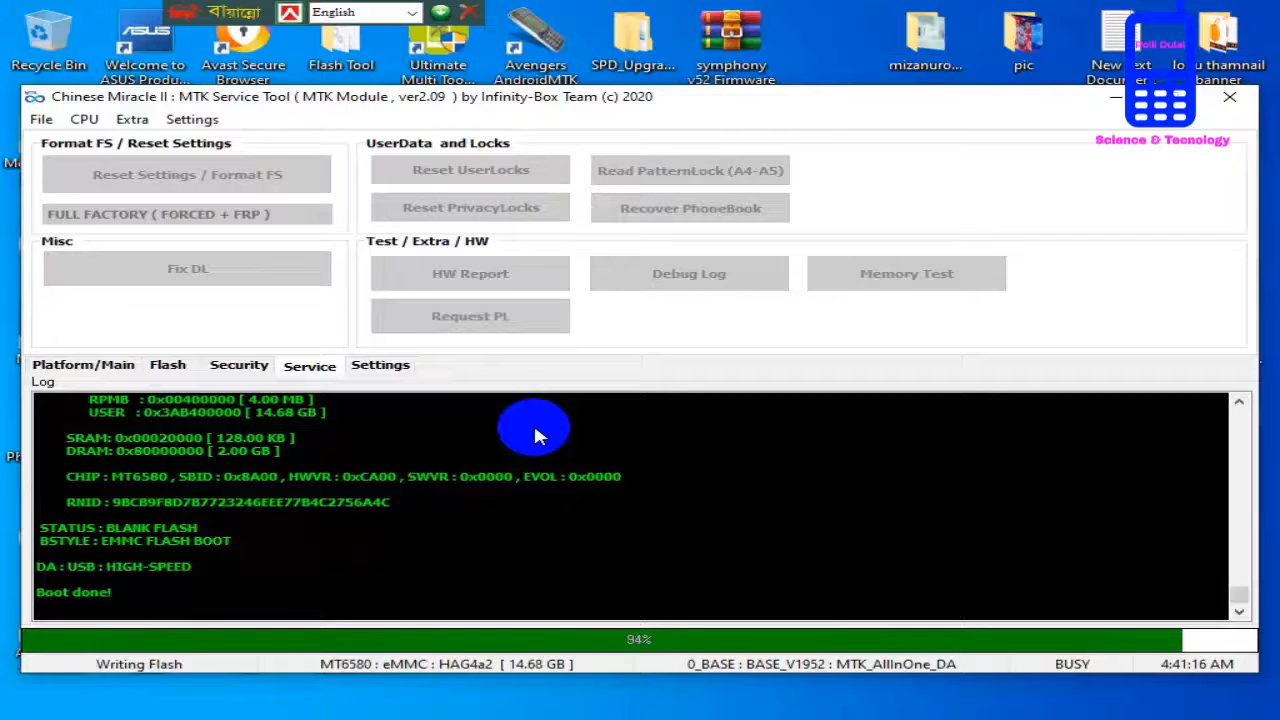 বায়ান্নো
English
Recycle Bin
Welcome to
ASUS Produ...
Avast Secure
Browser
Flash Tool
Ultimate
Multi Too...
Avengers
AndroidMTK
SPD_Upgra...
symphony
v52 Firmware
mizanuro...
pic
thamnail
banner
Science & Tecnology
Chinese Miracle II : MTK Service Tool ( MTK Module , ver2.09 ) by Infinity-Box Team (c) 2020
File CPU Extra Settings
Format FS / Reset Settings
Reset Settings / Format FS
FULL FACTORY ( FORCED + FRP )
UserData and Locks
Reset UserLocks
Read PatternLock (A4-A5)
Reset PrivacyLocks
Recover PhoneBook
Misc
Fix DL
Test / Extra / HW
HW Report
Debug Log
Memory Test
Request PL
Platform/Main Flash Security Service Settings
Log
RPMB : 0x00400000 [ 4.00 MB ]
USER : 0x3AB400000 [ 14.68 GB ]
SRAM: 0x00020000 [ 128.00 KB ]
DRAM: 0x80000000 [ 2.00 GB ]
CHIP : MT6580 , SBID : 0x8A00 , HWVR : 0xCA00 , SWVR : 0x0000 , EVOL : 0x0000
RNID : 9BCB9F8D7B7723246EEE77B4C2756A4C
STATUS : BLANK FLASH
BSTYLE : EMMC FLASH BOOT
DA : USB : HIGH-SPEED
Boot done!
94%
Writing Flash
MT6580 : eMMC : HAG4a2 [ 14.68 GB ]
0_BASE : BASE_V1952 : MTK_AllInOne_DA
BUSY
4:41:16 AM